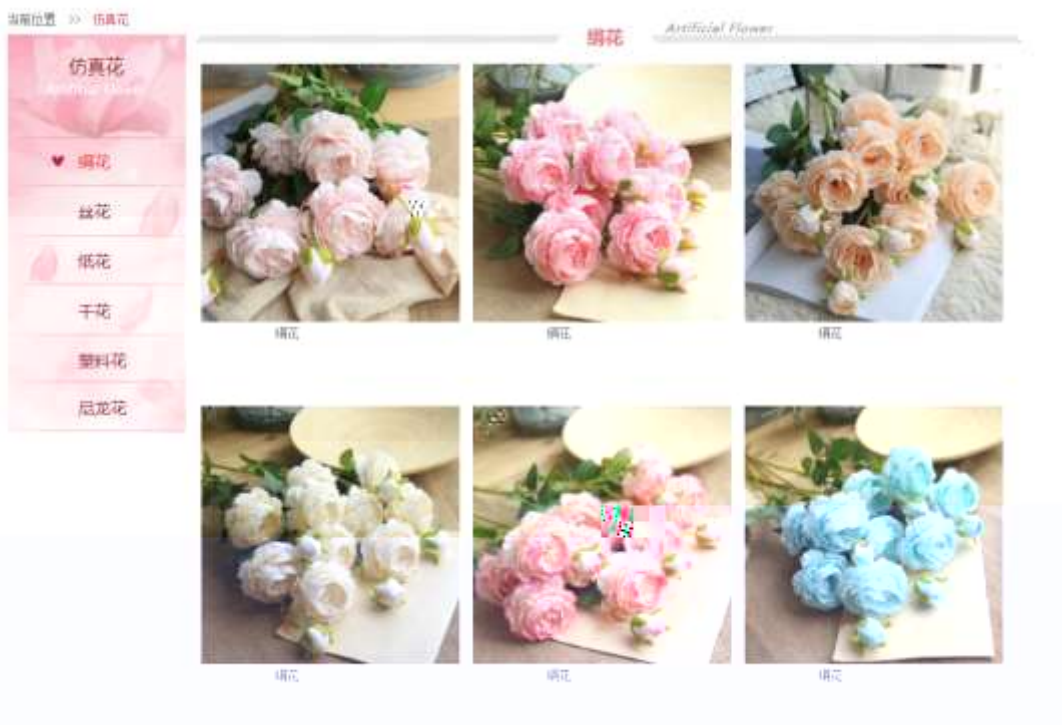 当前位置 >> 仿真花
仿真花
绢花
丝花
纸花
干花
塑料花
尼龙花
绢花
Artificial Flower
绢花
绢花
绢花
绢花
绢花
绢花